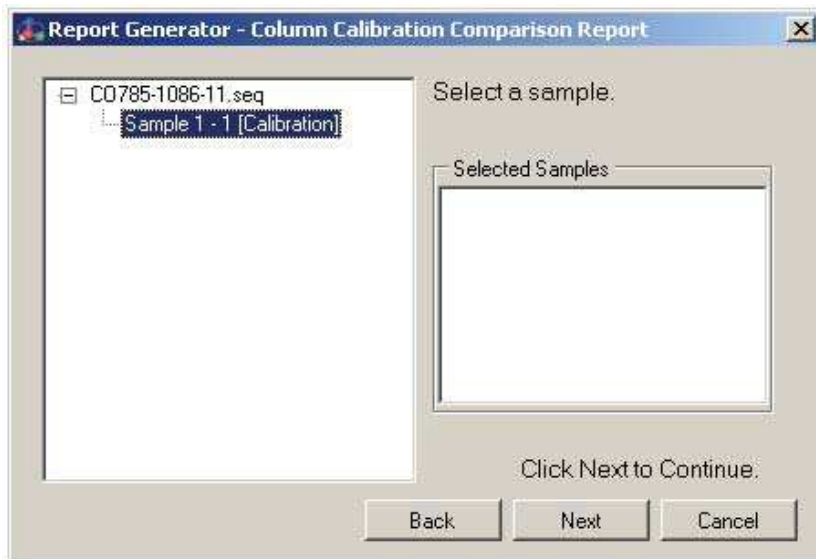 Report Generator - Column Calibration Comparison Report
CO785-1086-11.seq
Sample 1 - 1 [Calibration]
Select a sample.
Selected Samples
Click Next to Continue.
Back
Next
Cancel